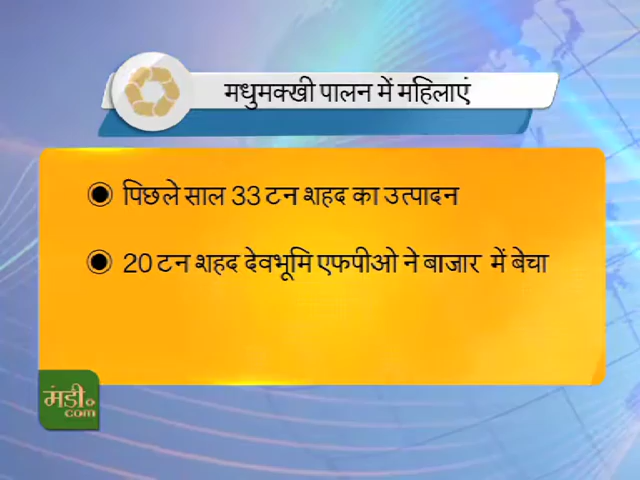 मधुमक्खी पालन में महिलाएं
पिछले साल 33 टन शहद का उत्पादन
20 टन शहद देवभूमि एफपीओ ने बाजार में बेचा
मंडी.
com